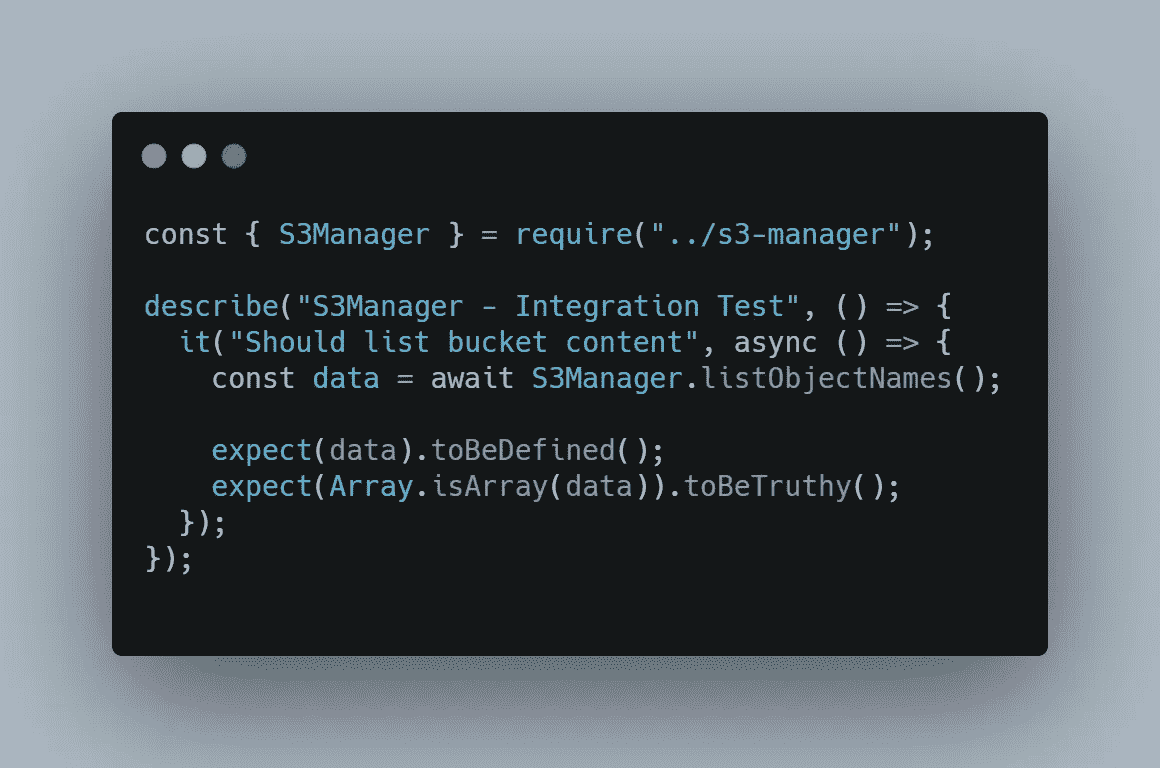 const { S3Manager } = require("../s3-manager");
describe("S3Manager - Integration Test", () => {
it("Should list bucket content", async () => {
const data = await S3Manager.listObjectNames();
expect(data).toBeDefined();
expect(Array.isArray(data)).toBeTruthy();
});
});